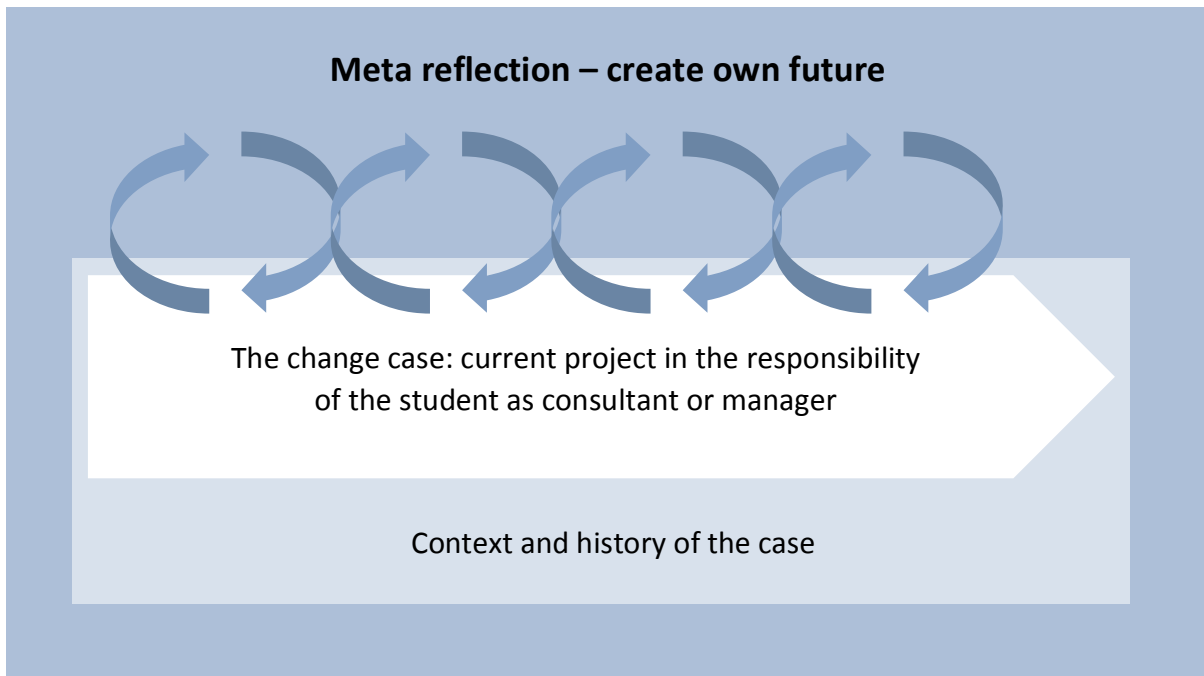 Meta reflection – create own future
The change case: current project in the responsibility
of the student as consultant or manager
Context and history of the case